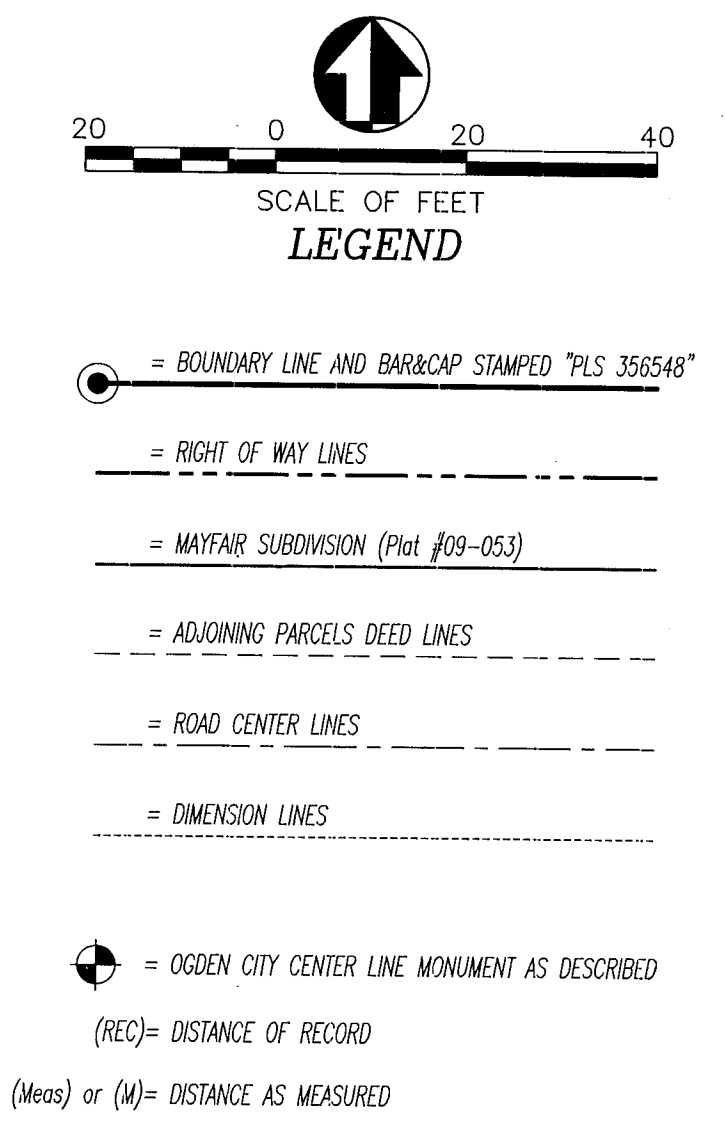 20 0 20 40
SCALE OF FEET
LEGEND
= BOUNDARY LINE AND BAR&CAP STAMPED "PLS 356548"
= RIGHT OF WAY LINES
= MAYFAIR SUBDIVISION (Plat #09-053)
= ADJOINING PARCELS DEED LINES
= ROAD CENTER LINES
= DIMENSION LINES
= OGDEN CITY CENTER LINE MONUMENT AS DESCRIBED
(REC)= DISTANCE OF RECORD
(Meas) or (M)= DISTANCE AS MEASURED